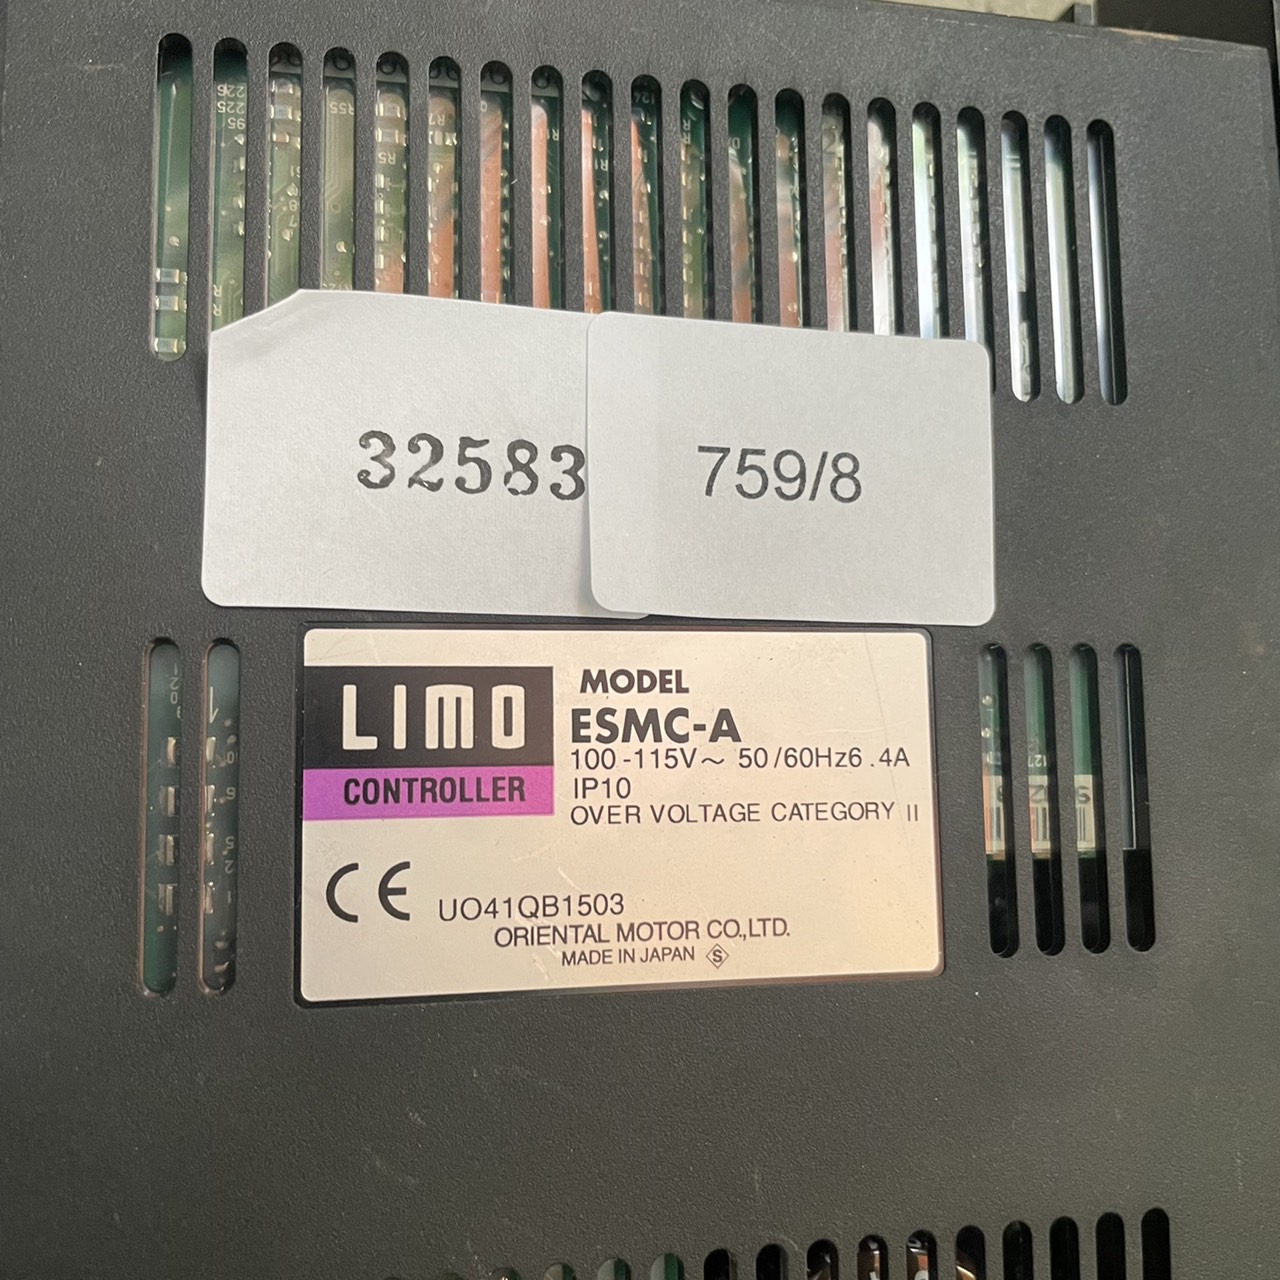 32583
759/8
LIMO
CONTROLLER
MODEL
ESMC-A
100-115V~ 50/60Hz6.4A
IP10
OVER VOLTAGE CATEGORY II
CE
UO41QB1503
ORIENTAL MOTOR CO.,LTD.
MADE IN JAPAN S